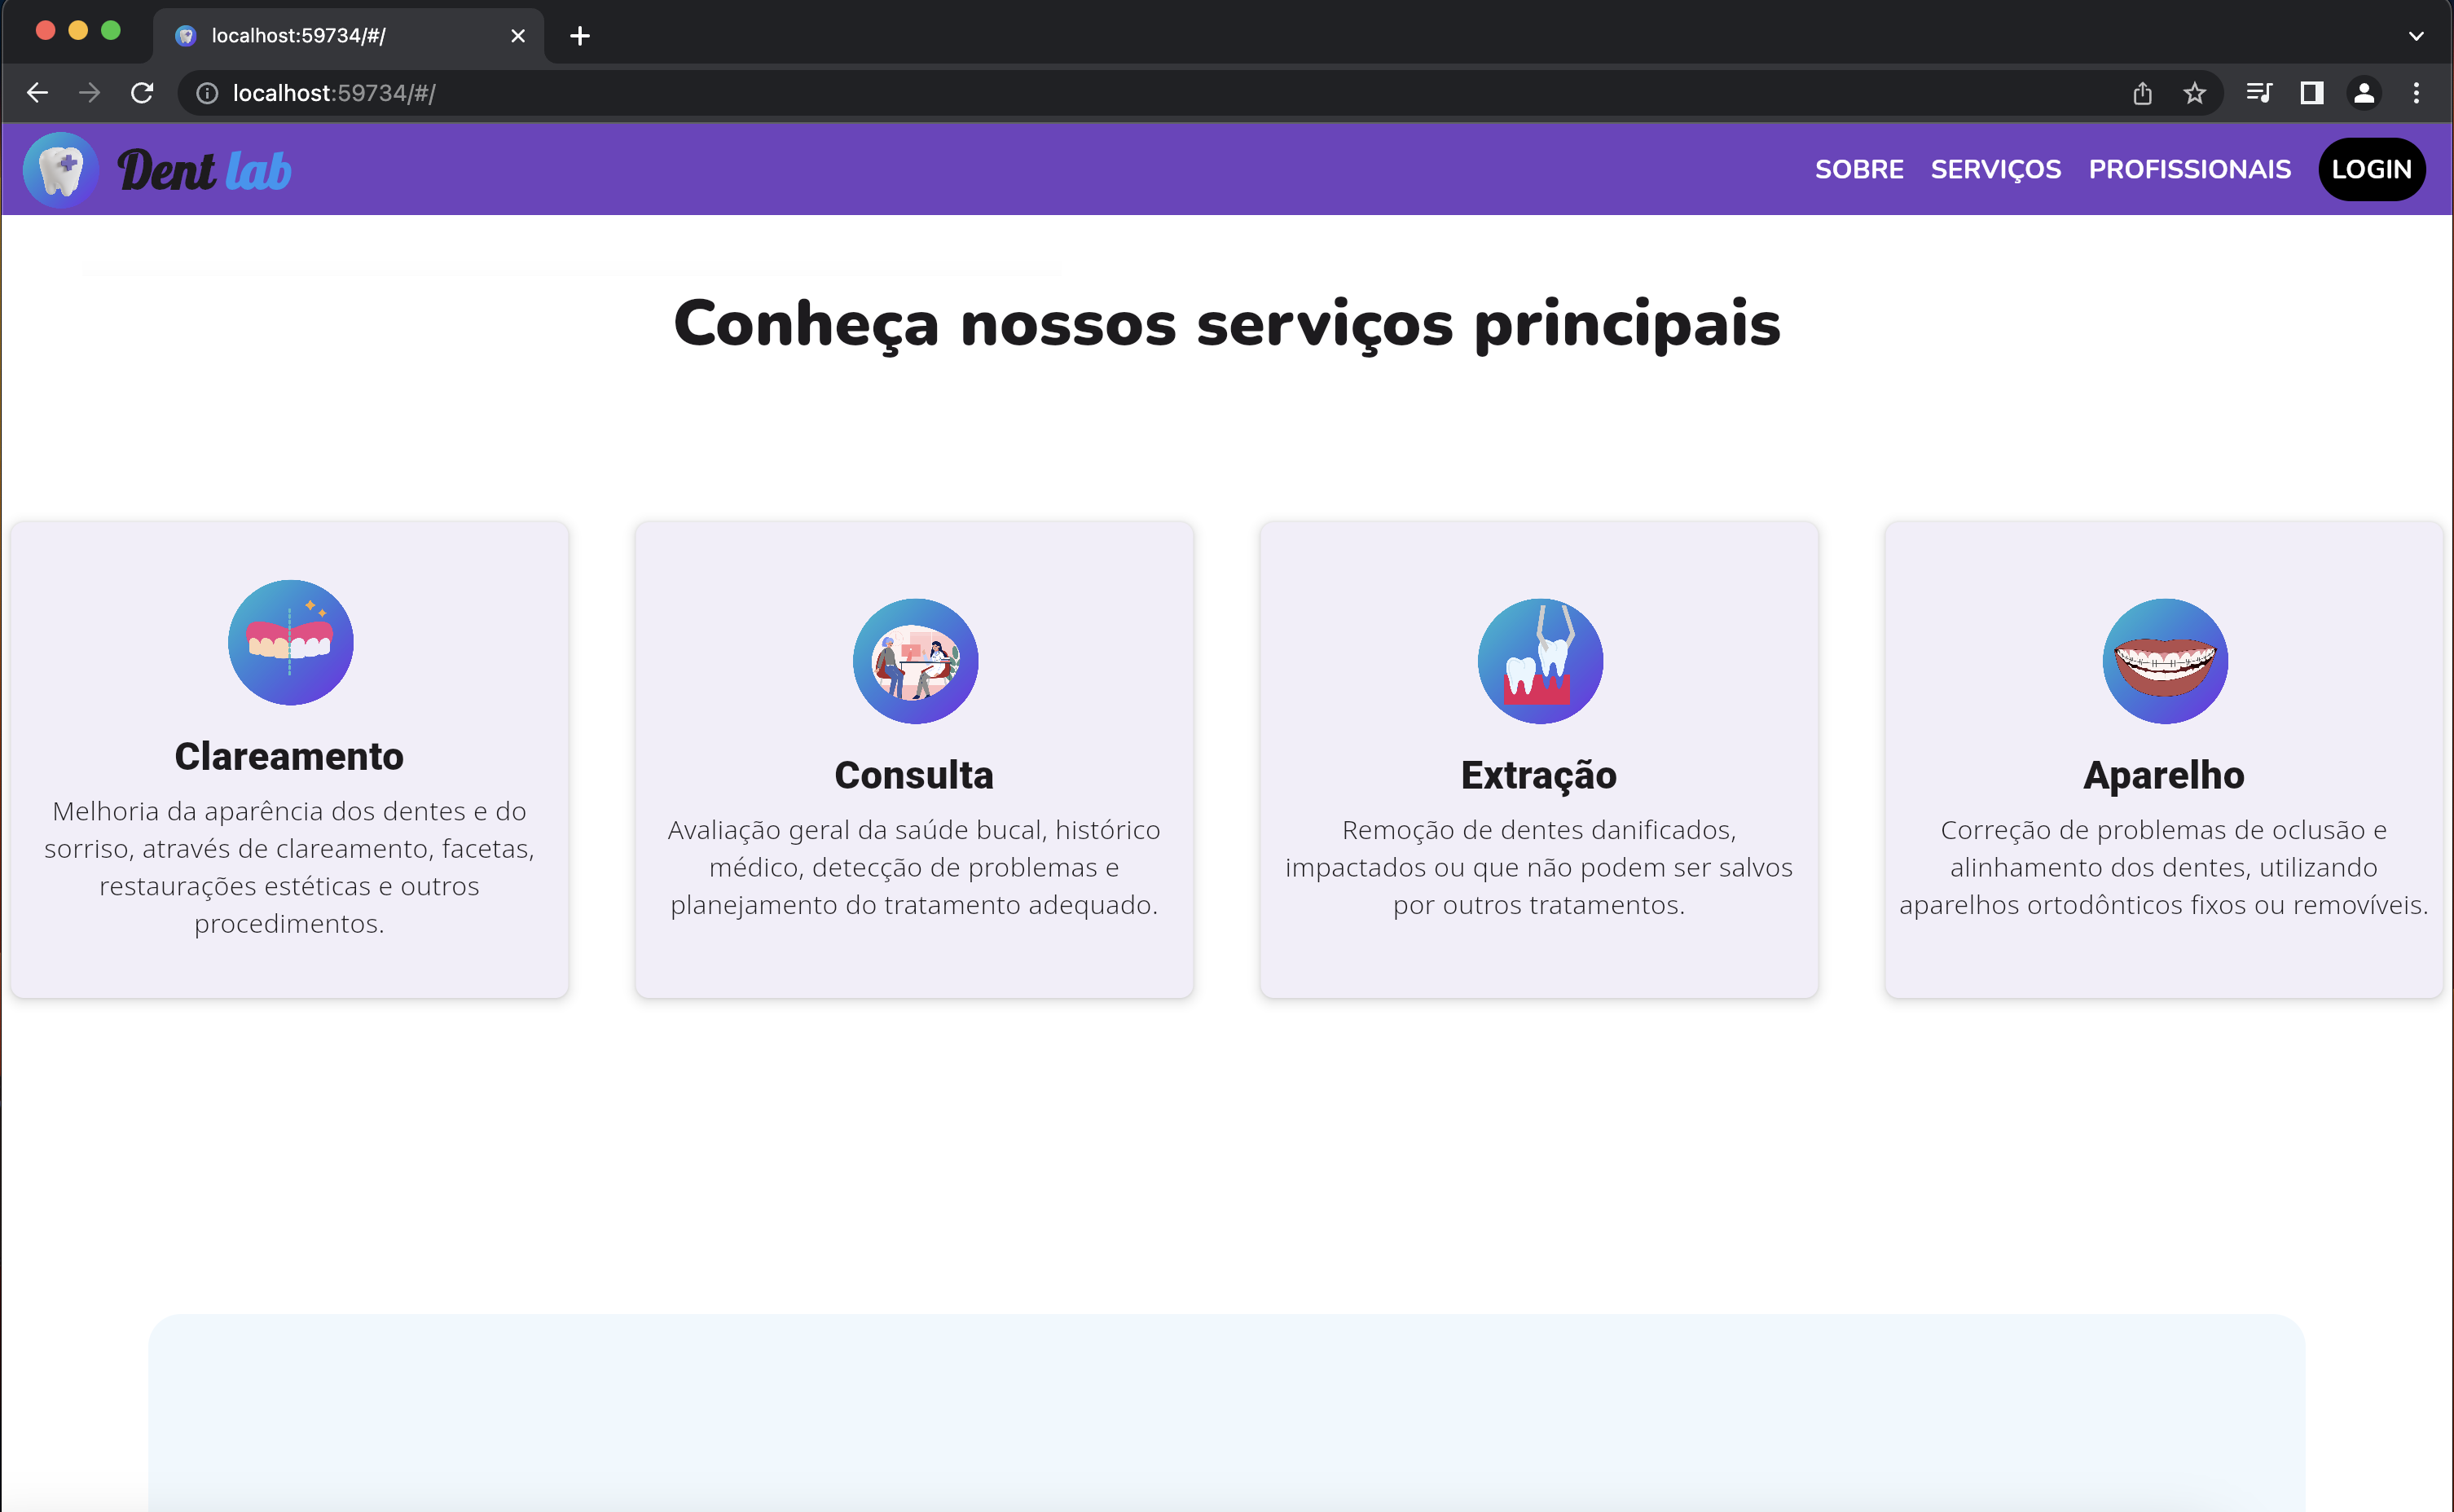 localhost:59734/#/
localhost:59734/#/
Dent lab
SOBRE SERVIÇOS PROFISSIONAIS LOGIN
Conheça nossos serviços principais
Clareamento
Melhoria da aparência dos dentes e do
sorriso, através de clareamento, facetas,
restaurações estéticas e outros
procedimentos.
Consulta
Avaliação geral da saúde bucal, histórico
médico, detecção de problemas e
planejamento do tratamento adequado.
Extração
Remoção de dentes danificados,
impactados ou que não podem ser salvos
por outros tratamentos.
Aparelho
Correção de problemas de oclusão e
alinhamento dos dentes, utilizando
aparelhos ortodônticos fixos ou removíveis.